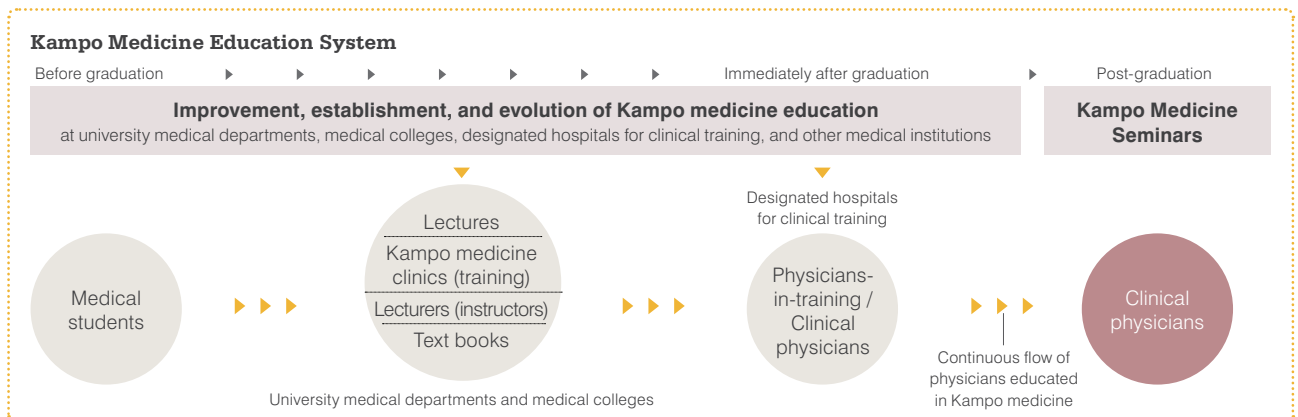 Kampo Medicine Education System
Before graduation
Immediately after graduation
Post-graduation
Improvement, establishment, and evolution of Kampo medicine education
at university medical departments, medical colleges, designated hospitals for clinical training, and other medical institutions
Kampo Medicine
Seminars
Medical
students
Lectures
Kampo medicine
clinics (training)
Lecturers (instructors)
Text books
University medical departments and medical colleges
Designated hospitals
for clinical training
Physicians-
in-training /
Clinical
physicians
Continuous flow of
physicians educated
in Kampo medicine
Clinical
physicians